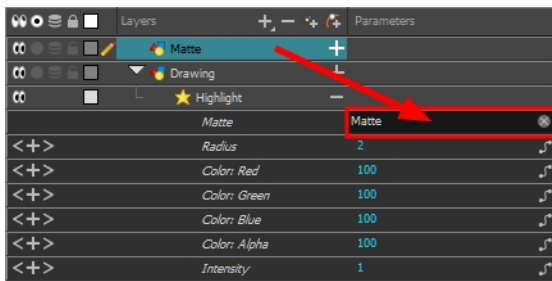 Layers Parameters
Matte
Drawing
Highlight
Matte Matte
Radius 2
Color: Red 100
Color: Green 100
Color: Blue 100
Color: Alpha 100
Intensity 1